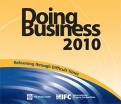 Doing
Business
2010
Reforming through Difficult Times
IFC